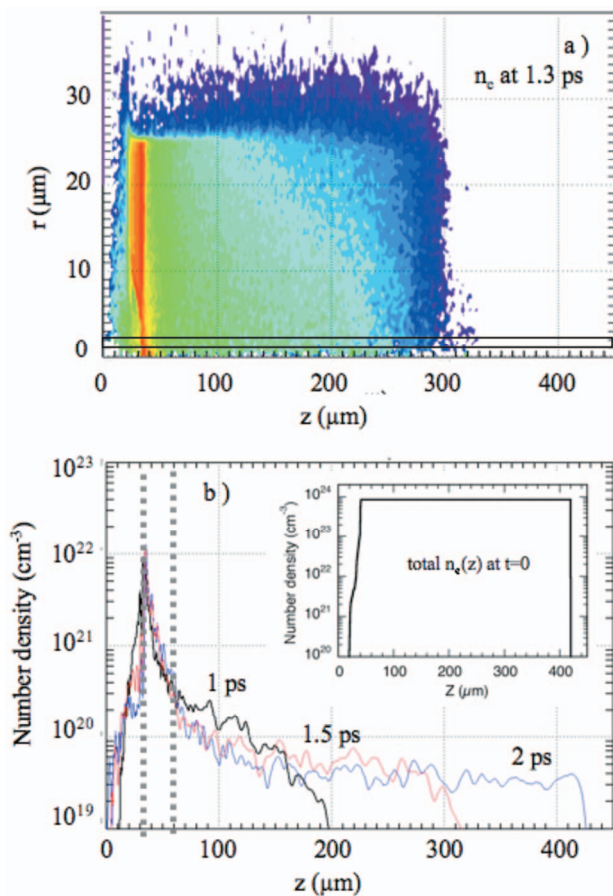 a )
n_e at 1.3 ps
30
20
10
0
r (μm)
0 100 200 300 400
z (μm)
b )
10^23
10^22
10^21
10^20
10^19
Number density (cm^-3)
1 ps
1.5 ps
2 ps
0 100 200 300 400
z (μm)
10^24
10^23
10^22
10^21
10^20
Number density (cm^-3)
total n_e(z) at t=0
0 100 200 300 400
Z (μm)